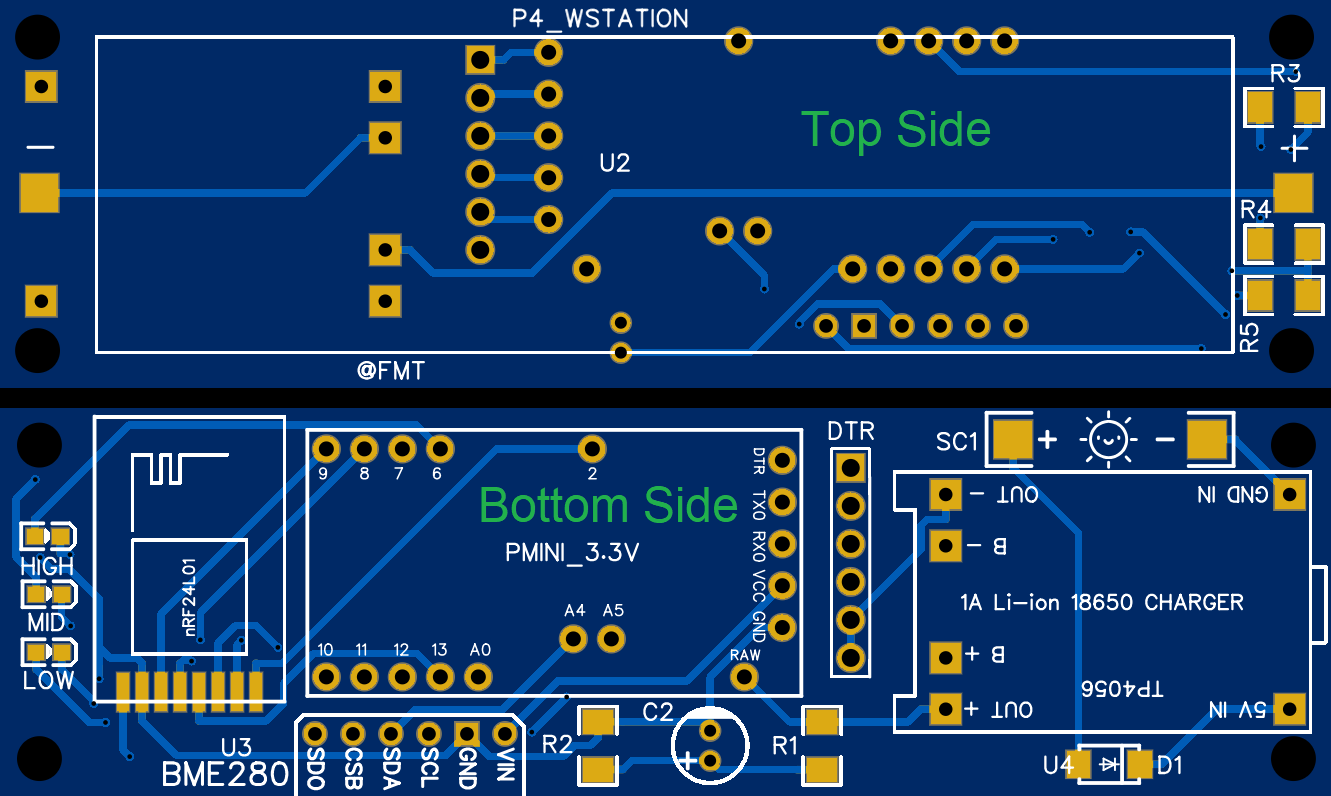 P4_WSTATION
R3
Top Side
−
+
U2
R4
R5
@FMT
SC1 + −
DTR
9 8 7 6 2
DTR
TXO
RXO
VCC
GND
Bottom Side
PMINI_3.3V
OUT −
GND IN
B −
HIGH
MID
LOW
nRF24L01
1A Li-ion 18650 CHARGER
A4 A5
10 11 12 13 A0
RAW
B +
TP4056
OUT +
5V IN
C2
+
R2
R1
U3
BME280
SDO
CSB
SDA
SCL
GND
VIN
U4
D1